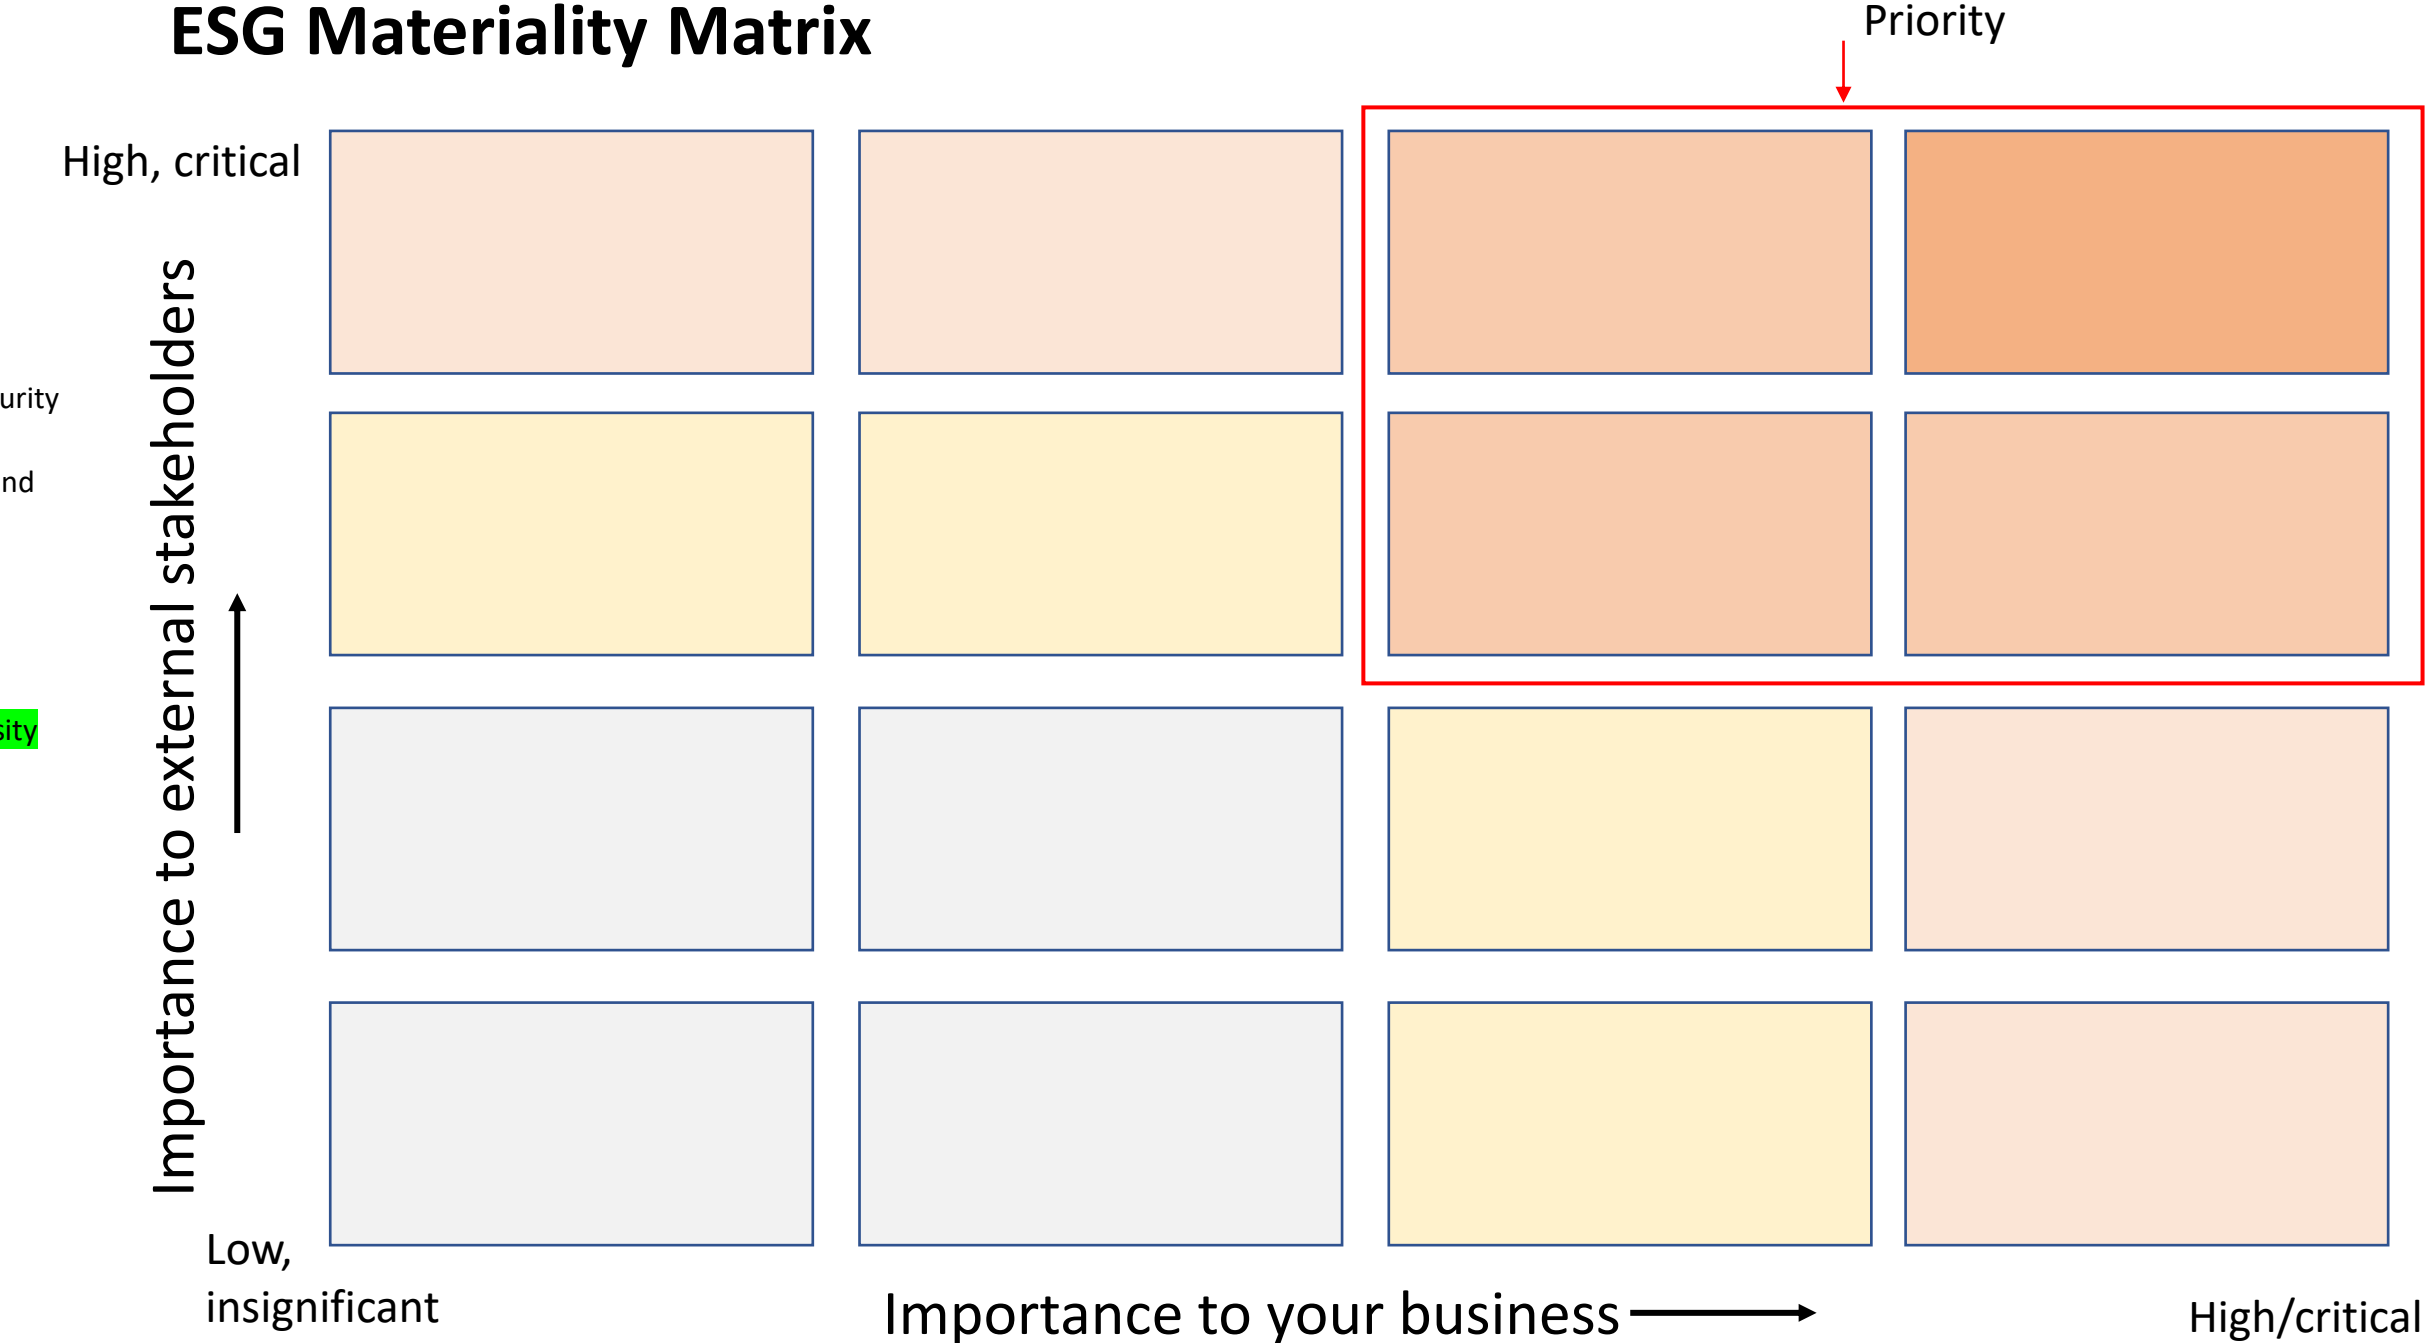 ESG Materiality Matrix
Priority
High, critical
Importance to external stakeholders
urity
nd
sity
Low,
insignificant
Importance to your business
High/critical